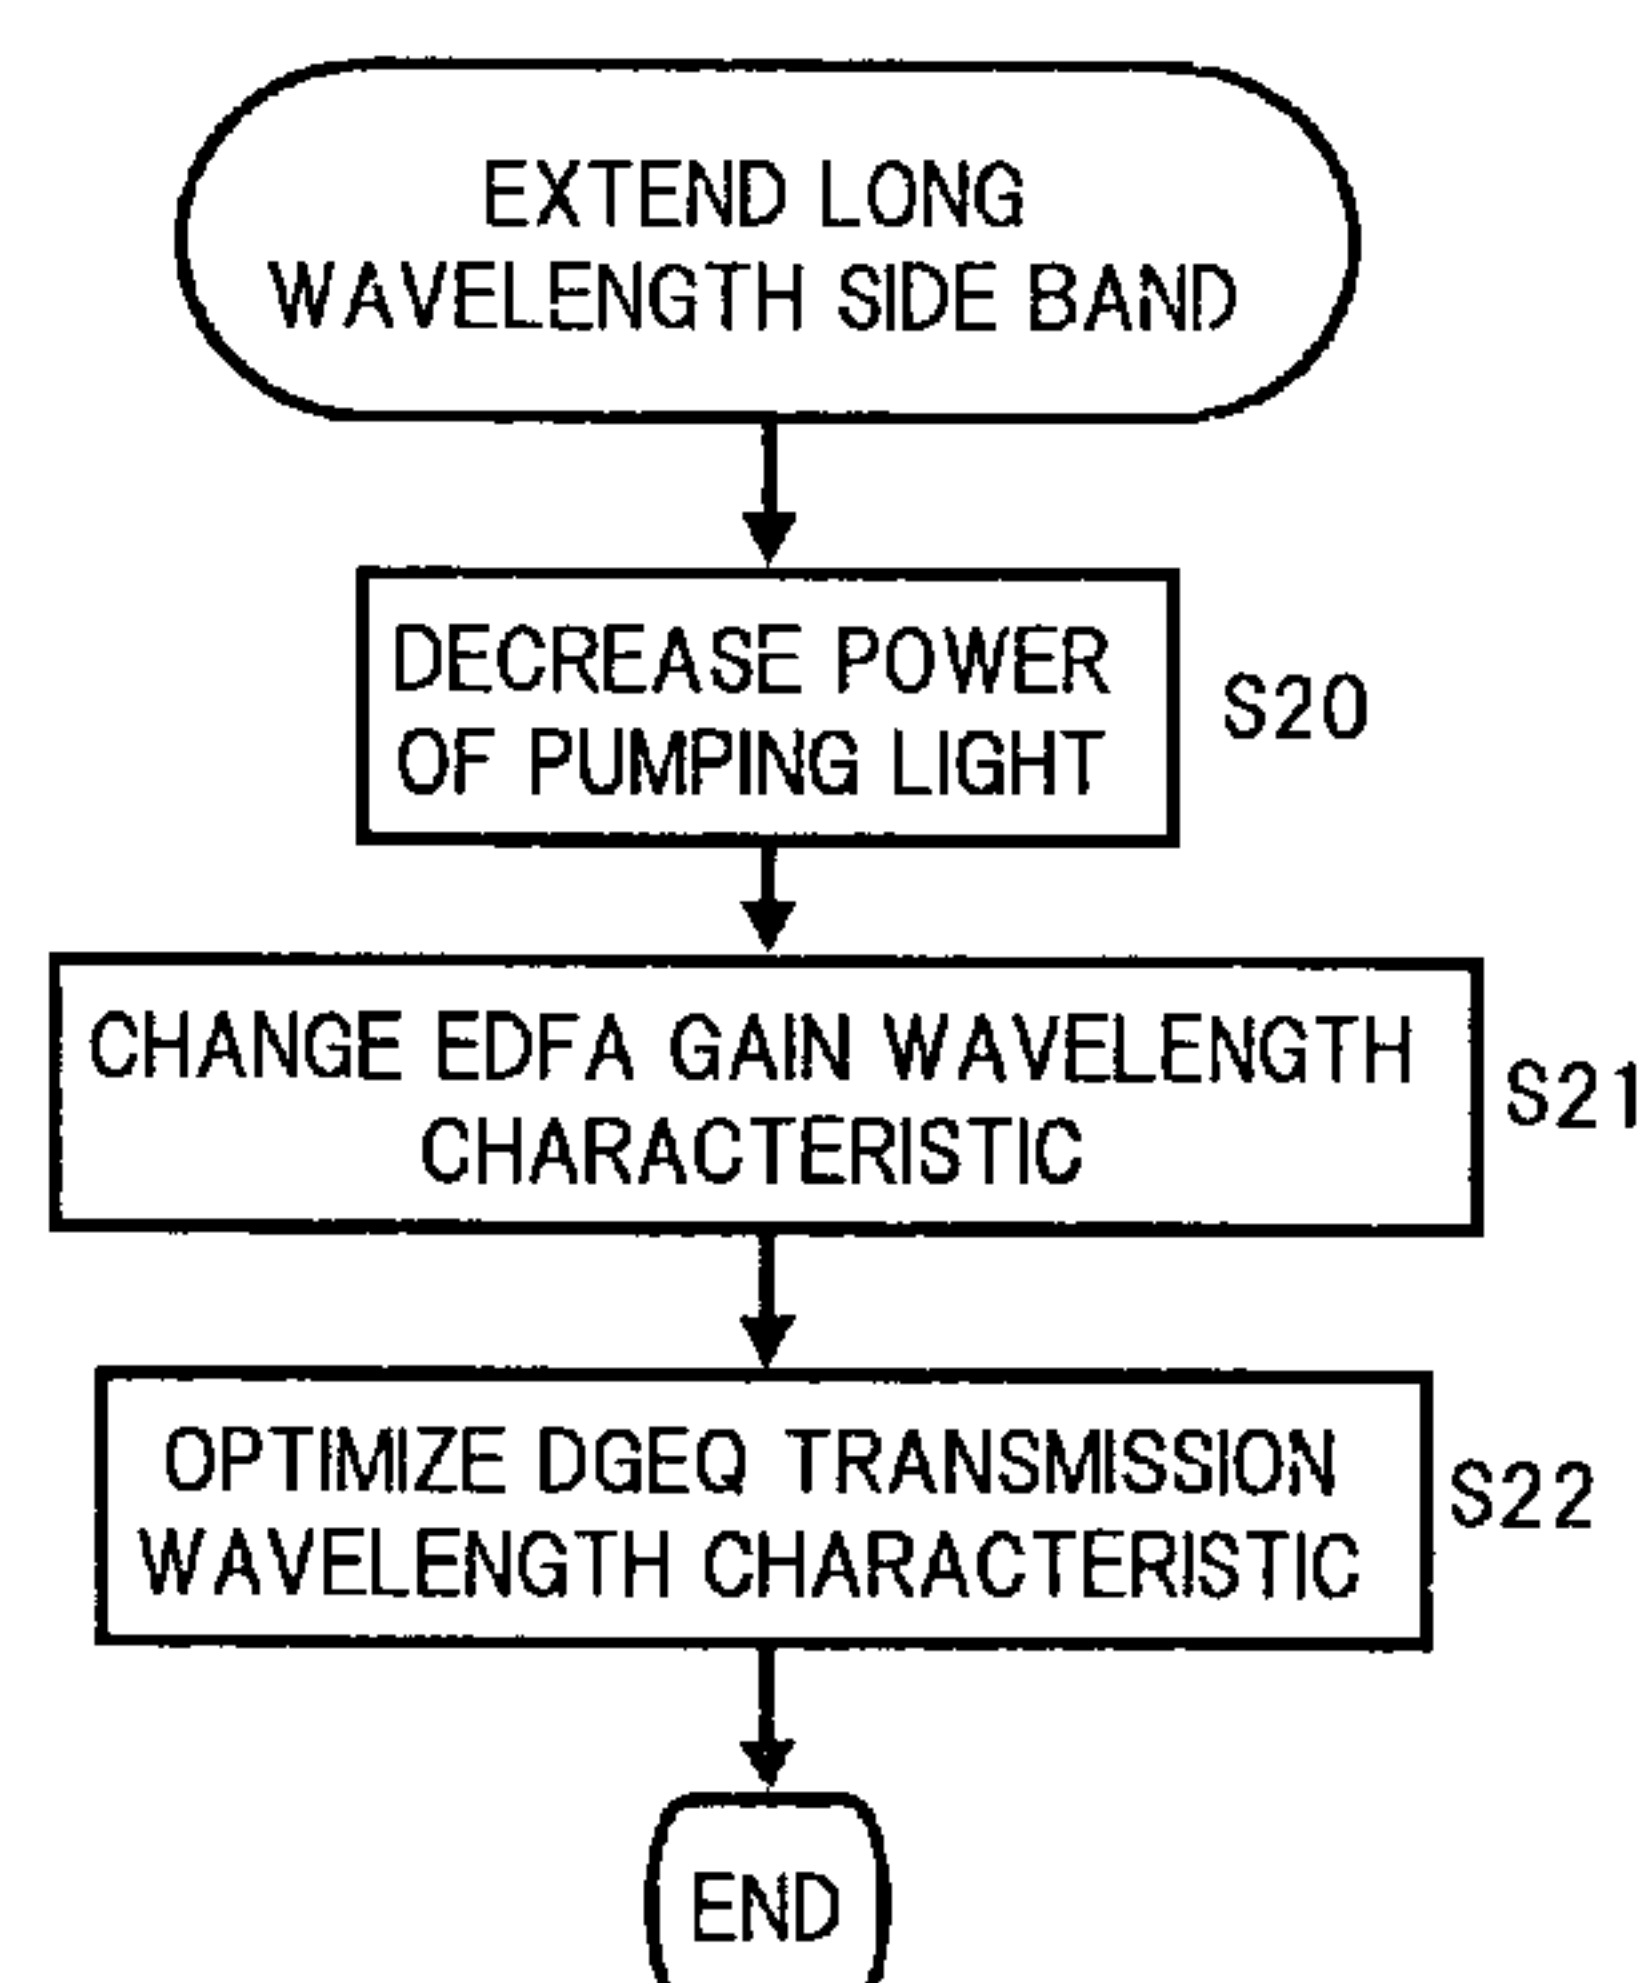 EXTEND LONG
WAVELENGTH SIDE BAND
DECREASE POWER
OF PUMPING LIGHT
S20
CHANGE EDFA GAIN WAVELENGTH
CHARACTERISTIC
S21
OPTIMIZE DGEQ TRANSMISSION
WAVELENGTH CHARACTERISTIC
S22
END